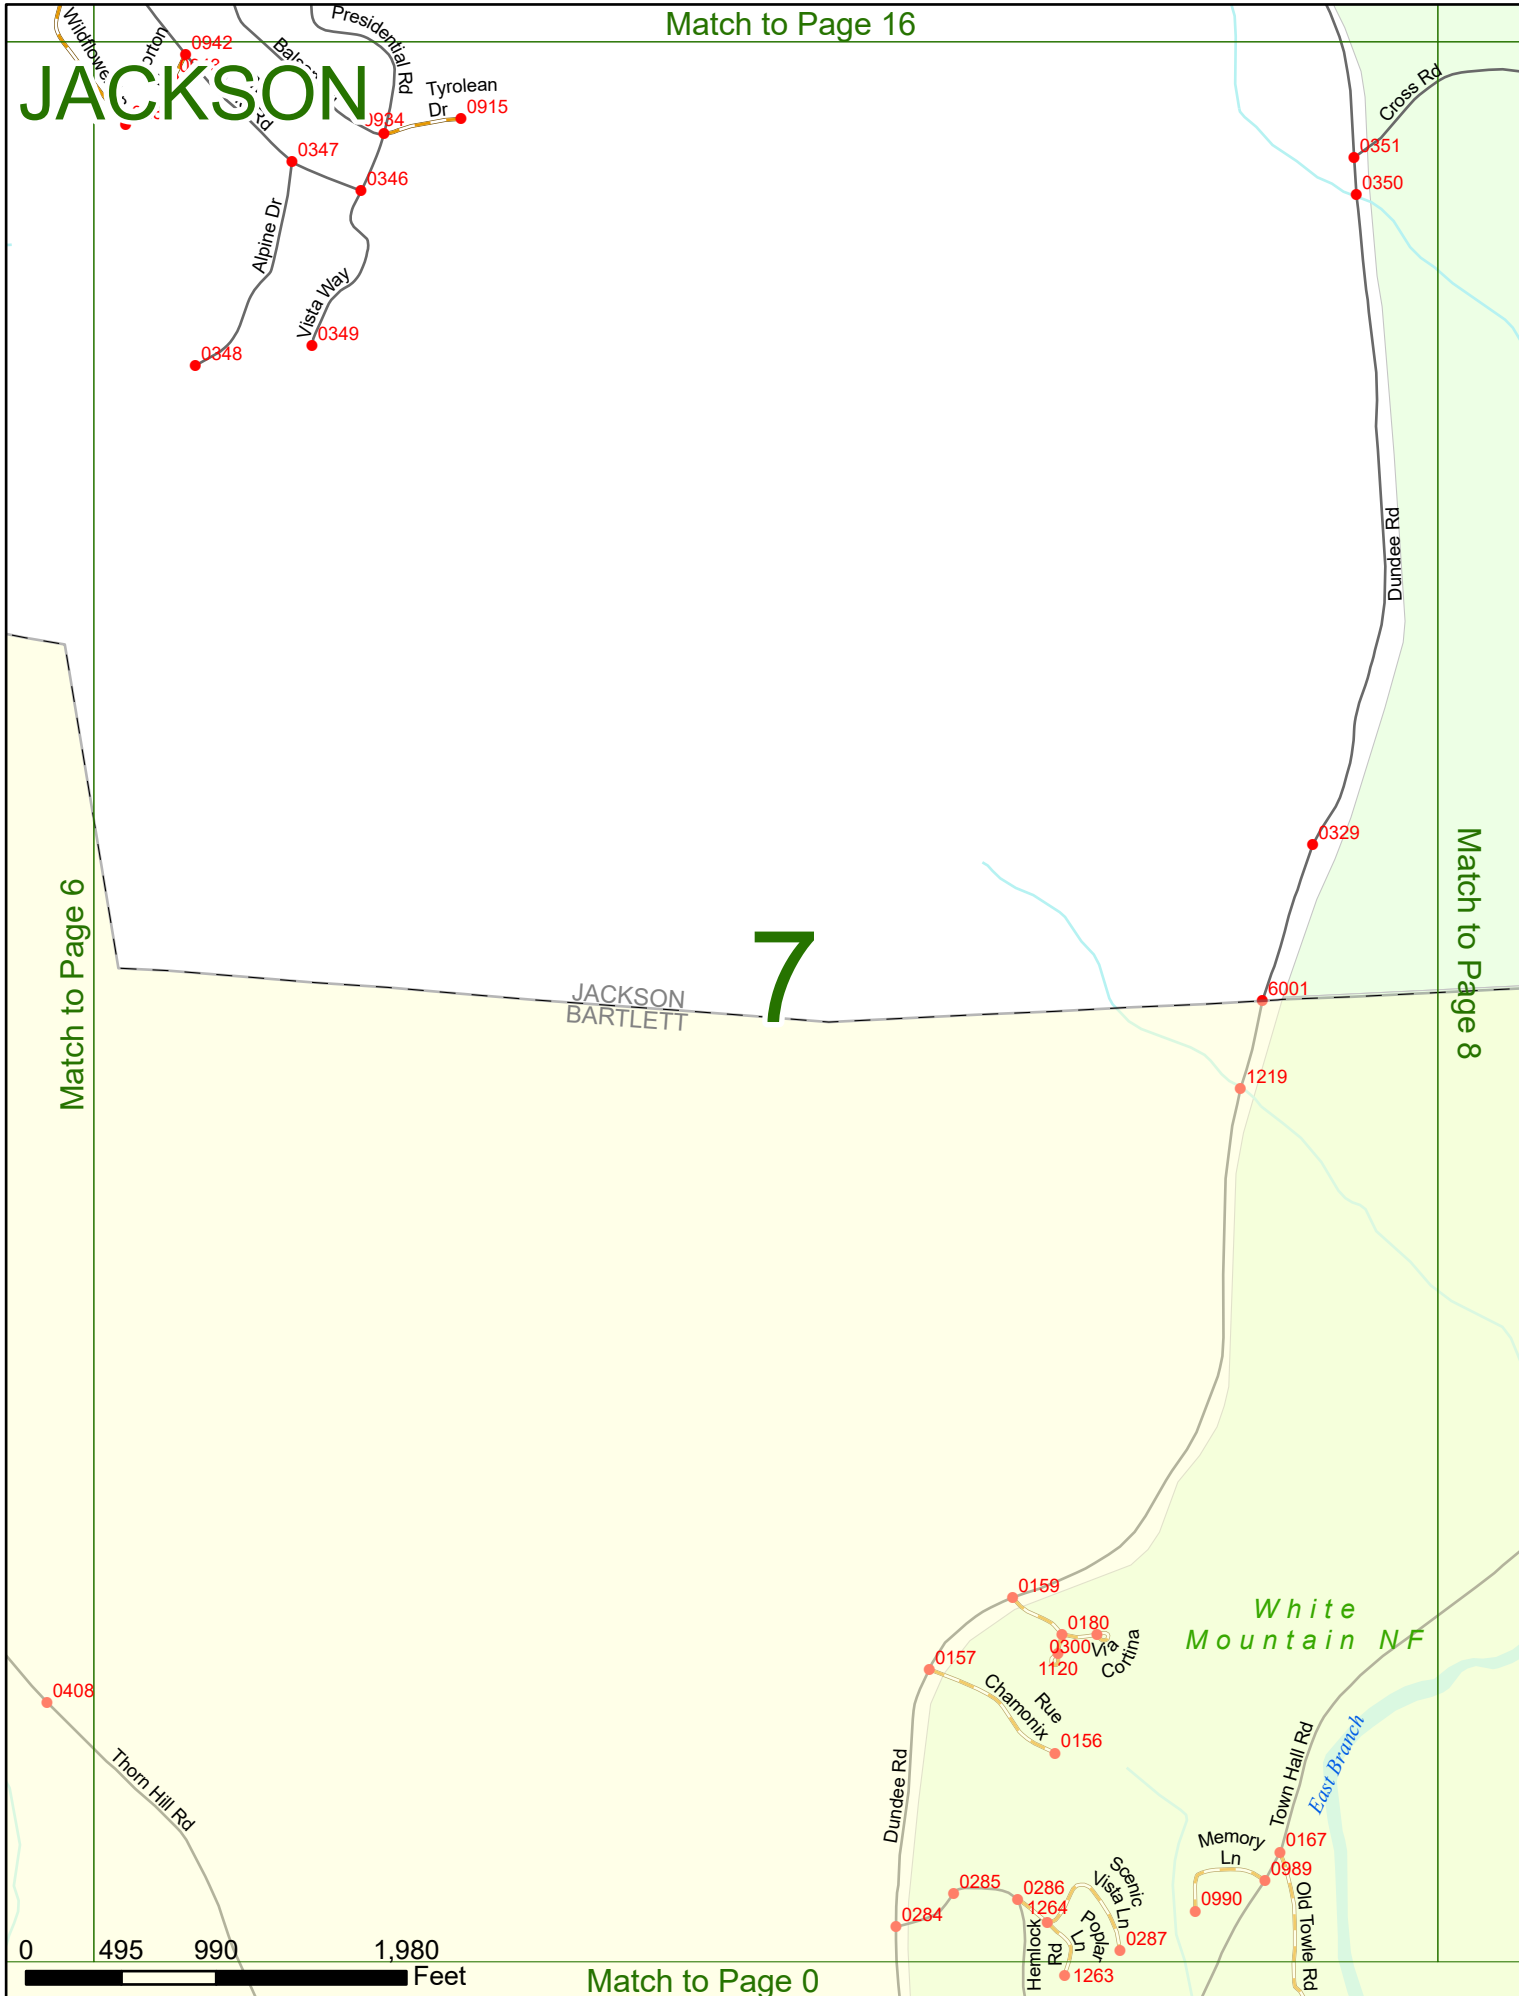 Match to Page 16
JACKSON
Presidential Rd
0942
Tyrolean
Dr
0915
0934
Rd
0347
0346
Alpine Dr
Vista Way
0349
0348
Cross Rd
0351
0350
Dundee Rd
0329
Match to Page 6
Match to Page 8
7
JACKSON
BARTLETT
6001
1219
White
Mountain NF
0159
0180
0300
1120
Via
Cortina
0157
Rue
Chamonix
0156
0408
Thorn Hill Rd
Dundee Rd
Town Hall Rd
East Branch
0167
Memory
Ln
0989
0990
Old Towle Rd
0285
0286
1264
0284
Scenic
Vista Ln
Poplar
Ln
0287
Hemlock
Rd
1263
0 495 990 1,980
Feet
Match to Page 0